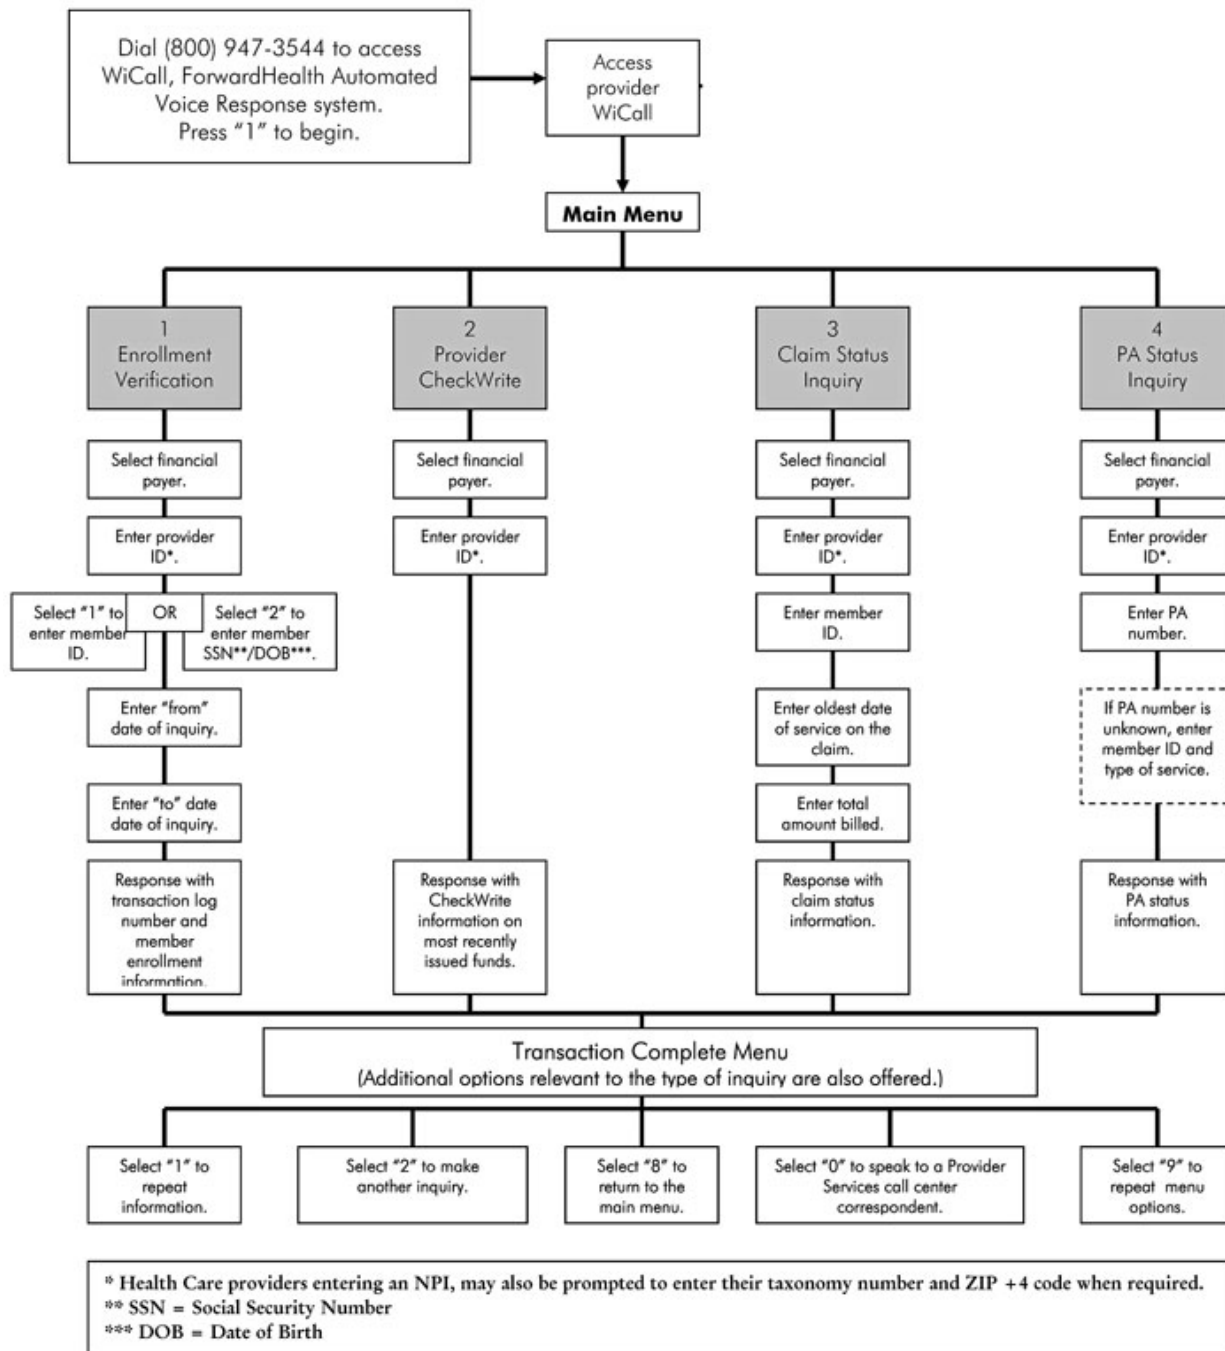 Dial (800) 947-3544 to access
WiCall, ForwardHealth Automated
Voice Response system.
Press "1" to begin.
Access
provider
WiCall
Main Menu
1
Enrollment
Verification
2
Provider
CheckWrite
3
Claim Status
Inquiry
4
PA Status
Inquiry
Select financial
payer.
Select financial
payer.
Select financial
payer.
Select financial
payer.
Enter provider
ID*.
Enter provider
ID*.
Enter provider
ID*.
Enter provider
ID*.
Select "1" to
enter member
ID.
OR
Select "2" to
enter member
SSN**/DOB***.
Enter member
ID.
Enter PA
number.
Enter "from"
date of inquiry.
Enter oldest date
of service on the
claim.
If PA number is
unknown, enter
member ID and
type of service.
Enter "to" date
date of inquiry.
Enter total
amount billed.
Response with
transaction log
number and
member
enrollment
information.
Response with
CheckWrite
information on
most recently
issued funds.
Response with
claim status
information.
Response with
PA status
information.
Transaction Complete Menu
(Additional options relevant to the type of inquiry are also offered.)
Select "1" to
repeat
information.
Select "2" to make
another inquiry.
Select "8" to
return to the
main menu.
Select "0" to speak to a Provider
Services call center
correspondent.
Select "9" to
repeat menu
options.
* Health Care providers entering an NPI, may also be prompted to enter their taxonomy number and ZIP +4 code when required.
** SSN = Social Security Number
*** DOB = Date of Birth